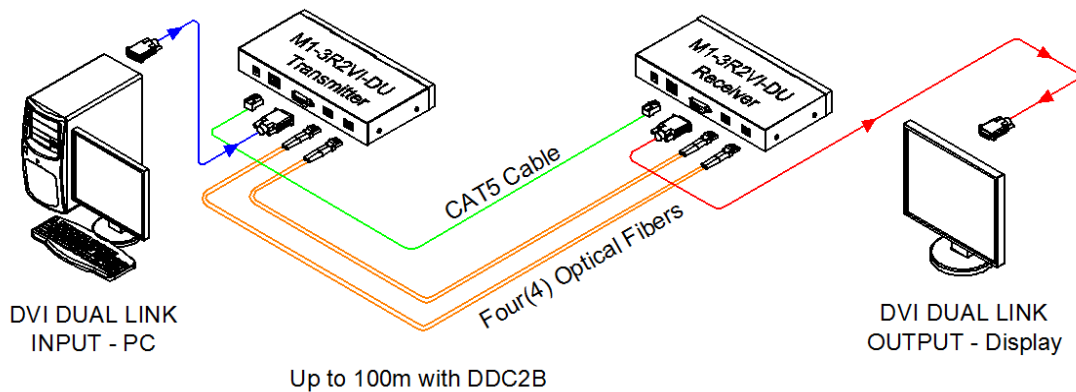 M1-3R2VI-DU
Transmitter
M1-3R2VI-DU
Receiver
CAT5 Cable
Four(4) Optical Fibers
DVI DUAL LINK
INPUT - PC
DVI DUAL LINK
OUTPUT - Display
Up to 100m with DDC2B